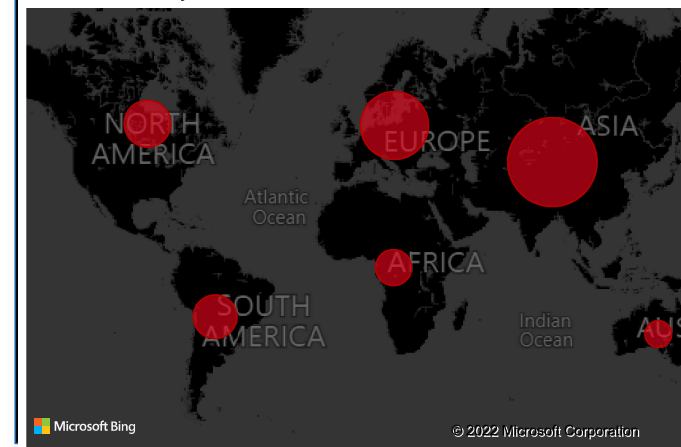 NORTH
AMERICA
EUROPE
ASIA
Atlantic
Ocean
AFRICA
SOUTH
AMERICA
Indian
Ocean
AUS
Microsoft Bing
© 2022 Microsoft Corporation